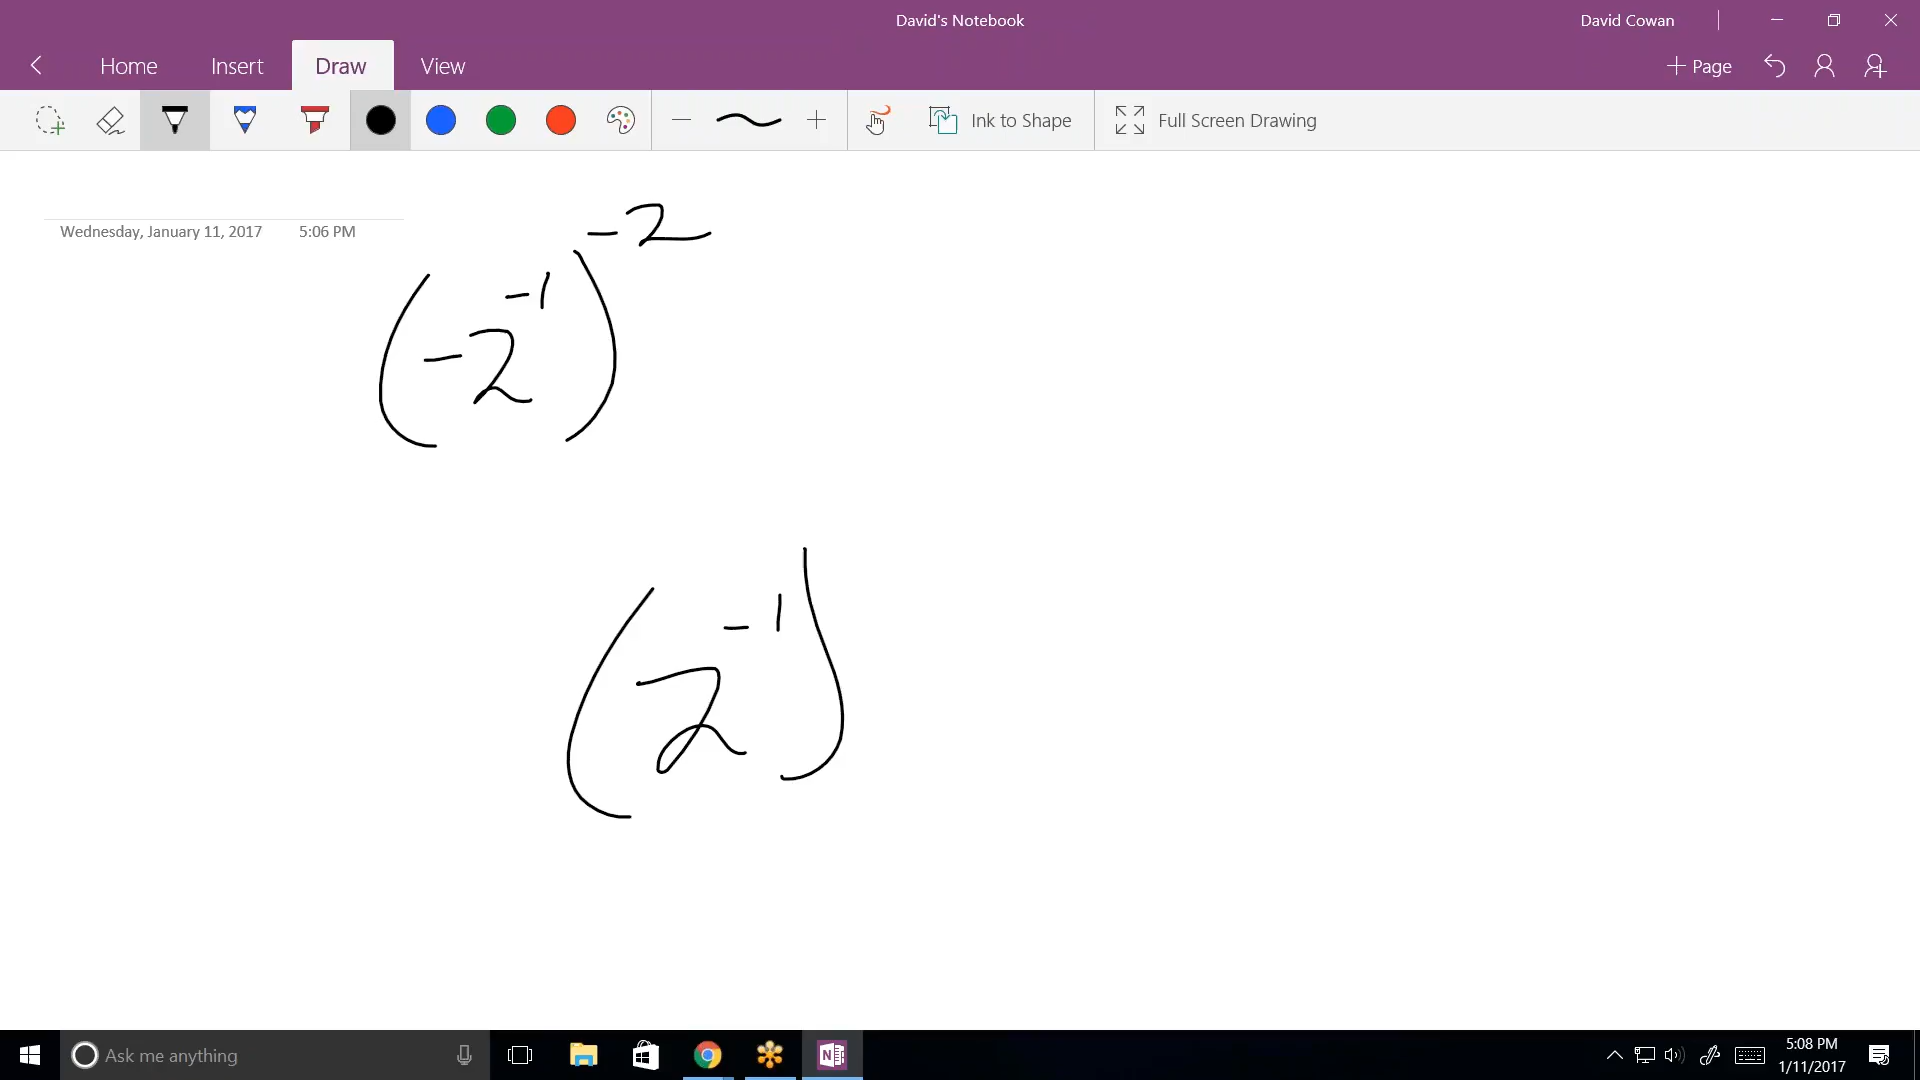 David's Notebook David Cowan
Home Insert Draw View + Page
Ink to Shape Full Screen Drawing
Wednesday, January 11, 2017 5:06 PM
(-2⁻¹)⁻²
(2⁻¹)
Ask me anything
5:08 PM
1/11/2017